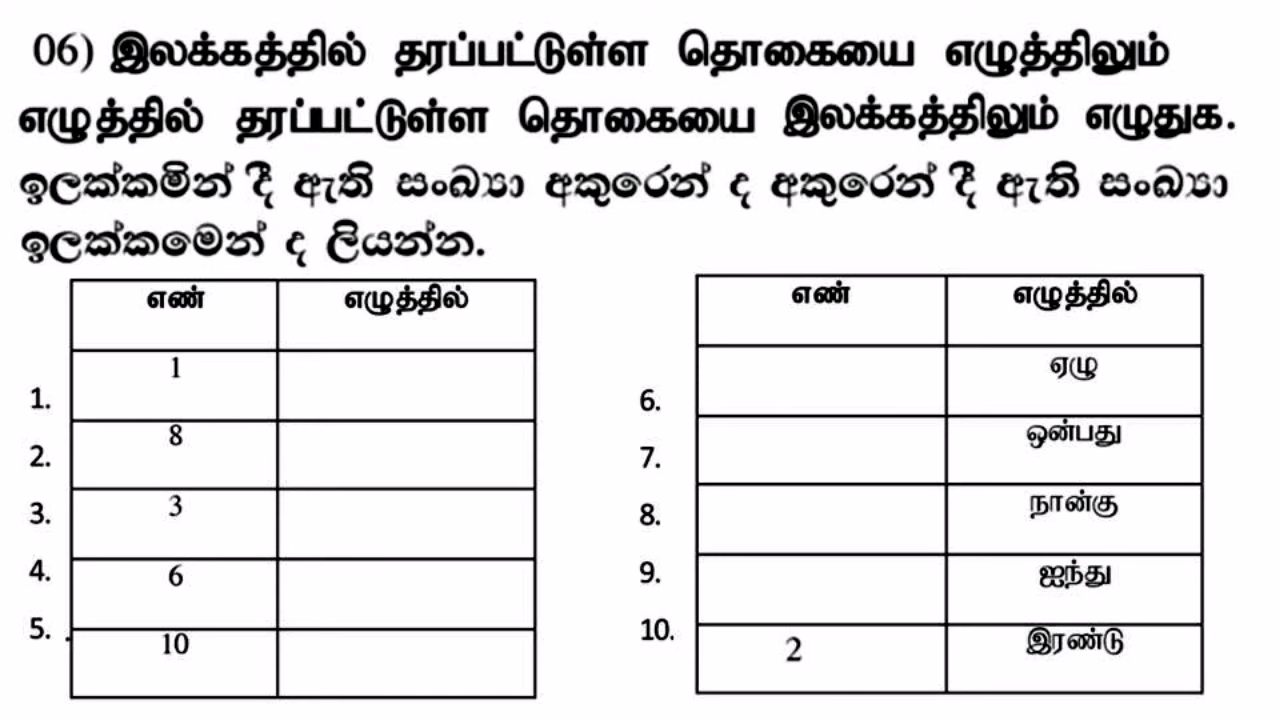 06) இலக்கத்தில் தரப்பட்டுள்ள தொகையை எழுத்திலும்
எழுத்தில் தரப்பட்டுள்ள தொகையை இலக்கத்திலும் எழுதுக.
ඉලක්කමින් දී ඇති සංඛ්‍යා අකුරෙන් ද අකුරෙන් දී ඇති සංඛ්‍යා
ඉලක්කමෙන් ද ලියන්න.
எண் எழுத்தில்
1. 1
2. 8
3. 3
4. 6
5. 10
எண் எழுத்தில்
6. ஏழு
7. ஒன்பது
8. நான்கு
9. ஐந்து
10. 2 இரண்டு